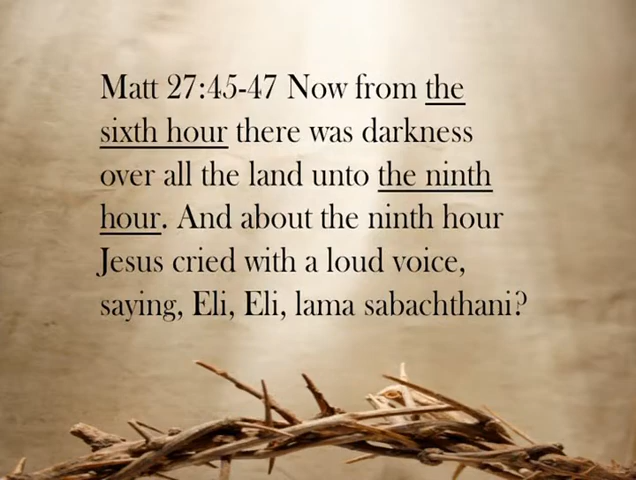 Matt 27:45-47 Now from the
sixth hour there was darkness
over all the land unto the ninth
hour. And about the ninth hour
Jesus cried with a loud voice,
saying, Eli, Eli, lama sabachthani?